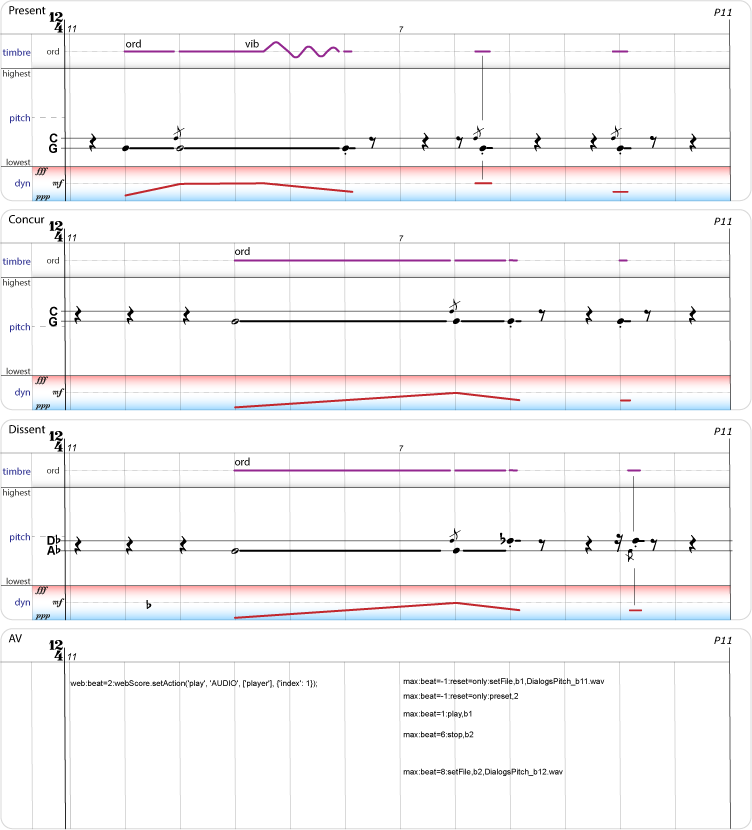 Present
12
4
11
7
P11
timbre ord
ord vib
highest
pitch
C
G
lowest
fff
dyn mf
ppp
Concur
12
4
11
7
P11
timbre ord
ord
highest
C
G
pitch
lowest
fff
dyn mf
ppp
Dissent
12
4
11
7
P11
timbre ord
ord
highest
pitch
D♭
A♭
lowest
fff
dyn mf
ppp
AV
12
4
11
P11
web:beat=2:webScore.setAction('play', 'AUDIO', ['player'], {'index': 1});
max:beat=-1:reset=only:setFile,b1,DialogsPitch_b11.wav
max:beat=-1:reset=only:preset,2
max:beat=1:play,b1
max:beat=6:stop,b2
max:beat=8:setFile,b2,DialogsPitch_b12.wav